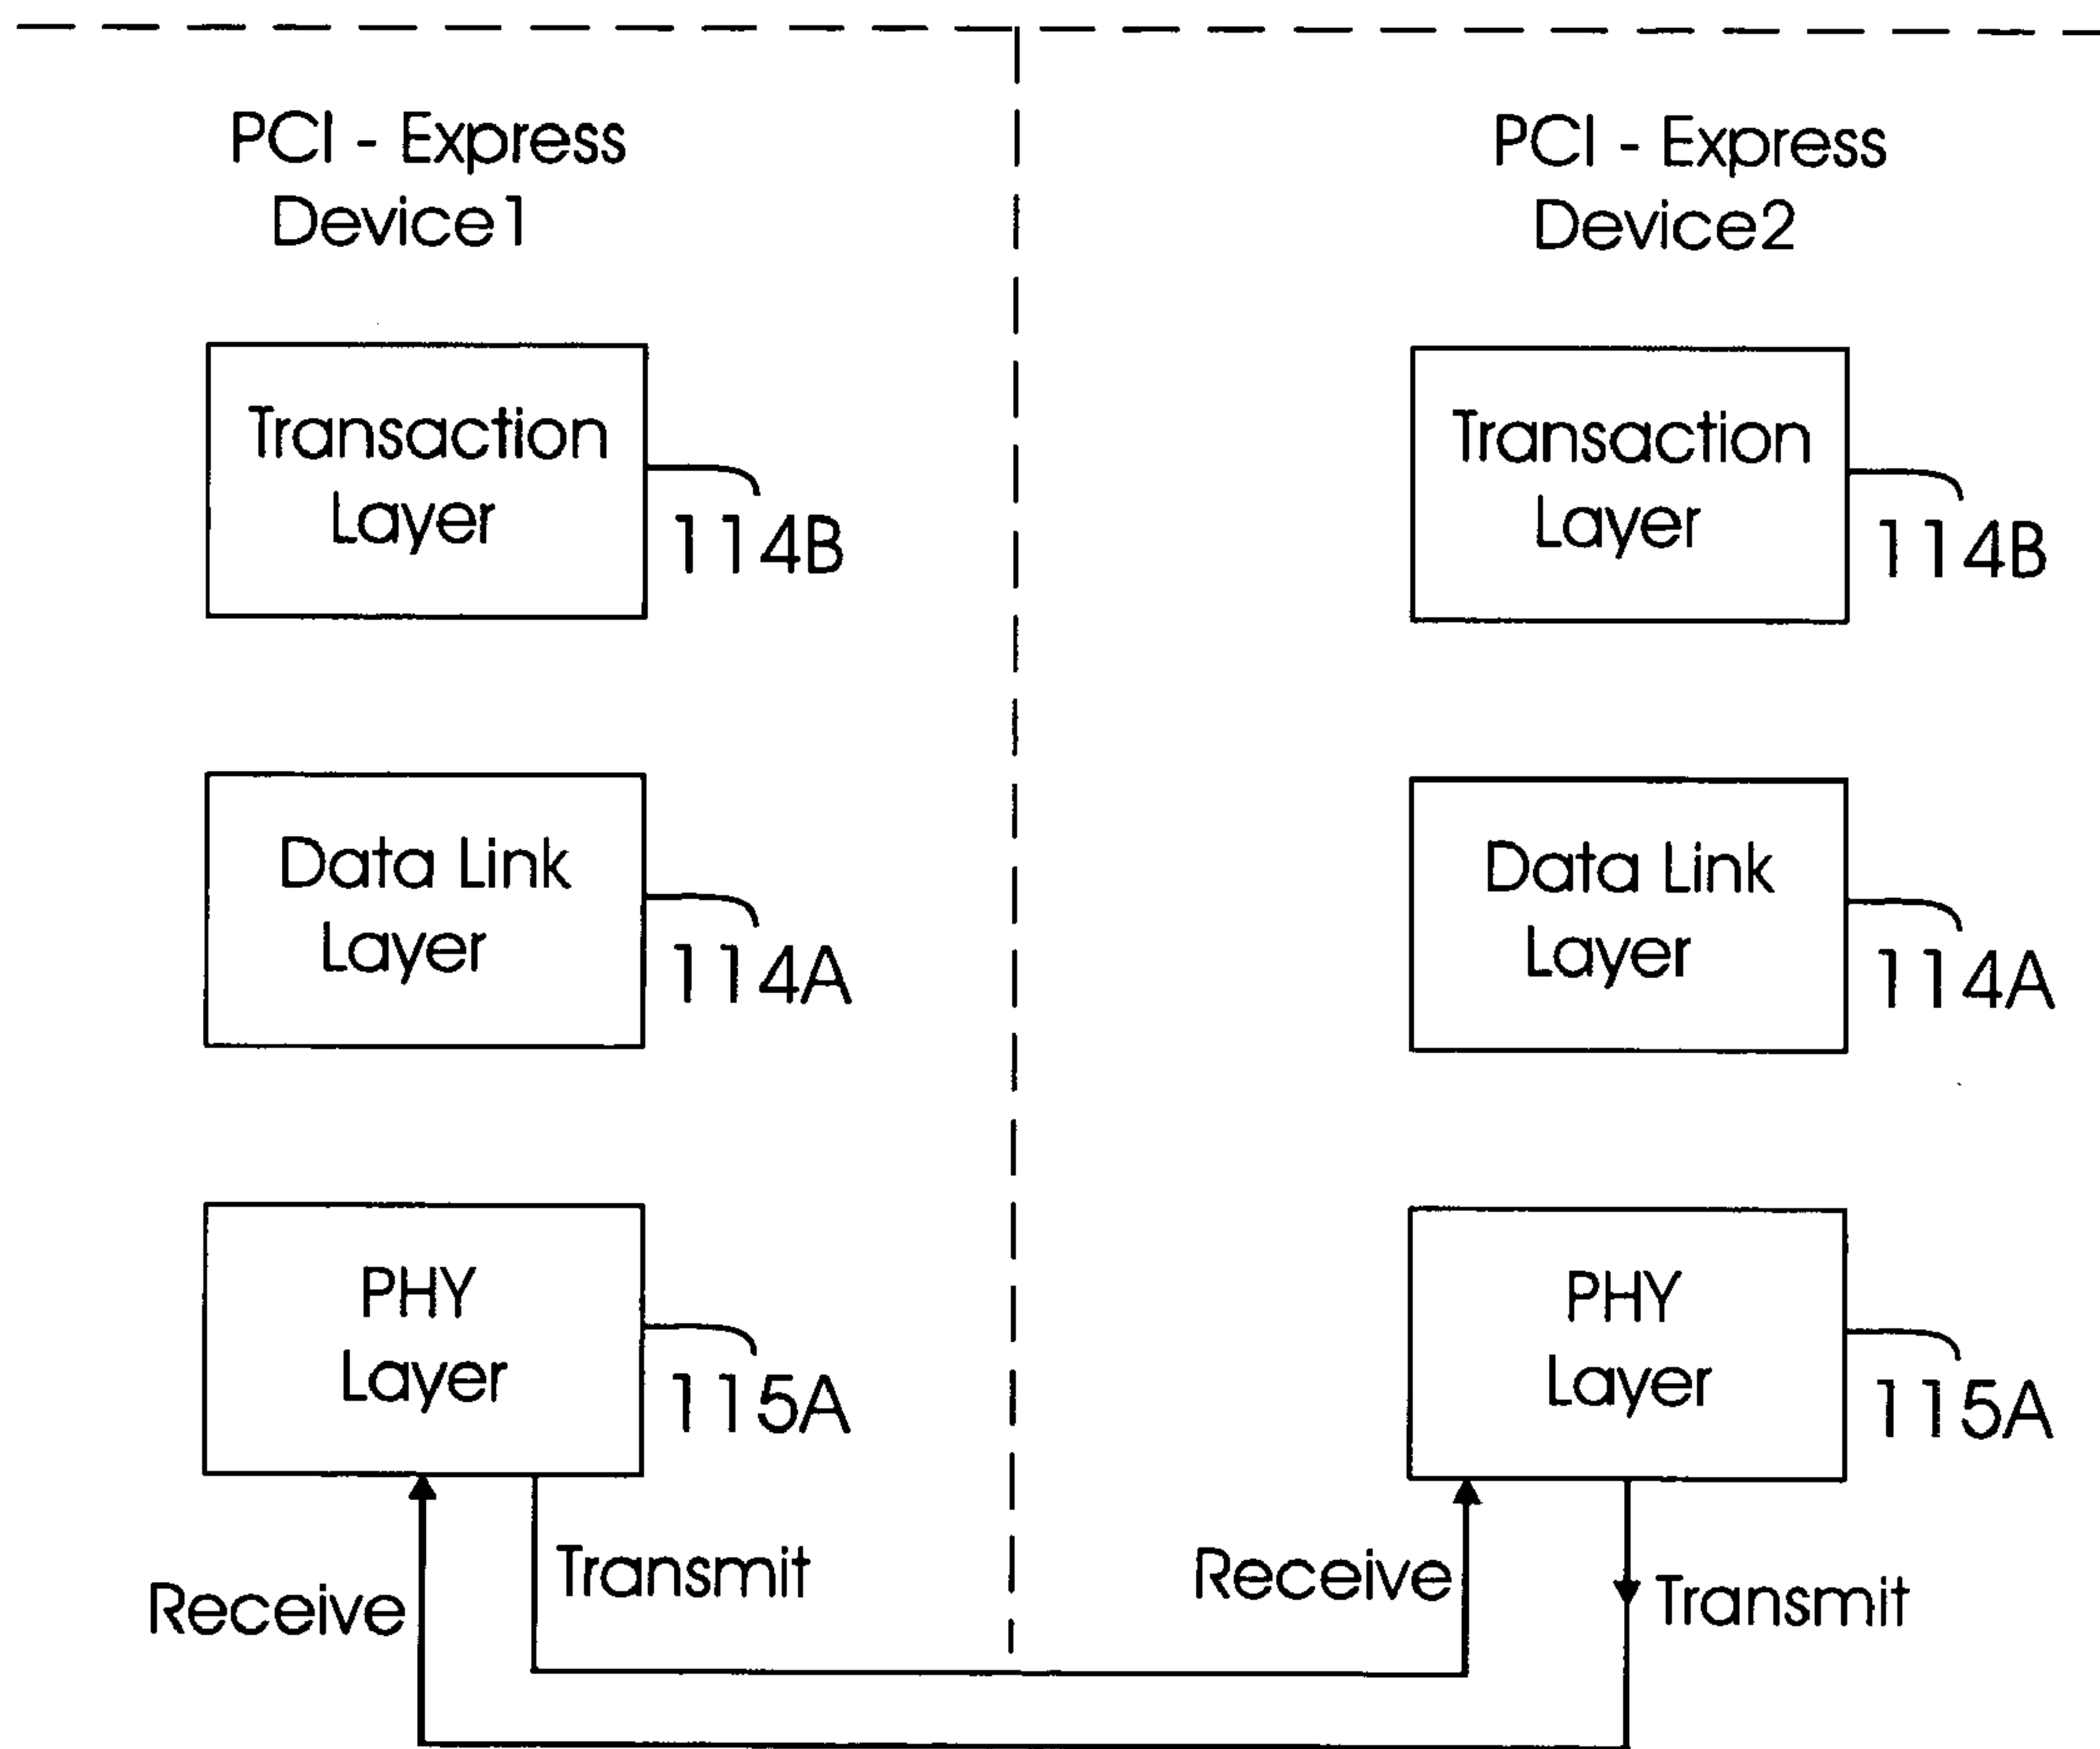 PCI - Express
Device1
Transaction
Layer
114B
Data Link
Layer
114A
PHY
Layer
115A
Receive
Transmit
PCI - Express
Device2
Transaction
Layer
114B
Data Link
Layer
114A
PHY
Layer
115A
Receive
Transmit